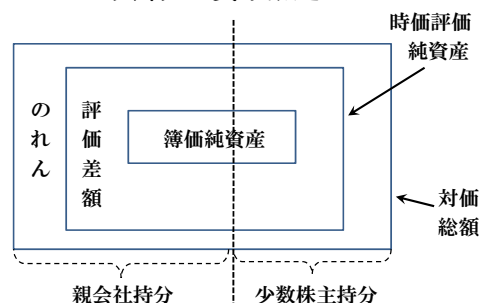 時価評価
純資産
のれん
評価差額
簿価純資産
対価
総額
親会社持分
少数株主持分